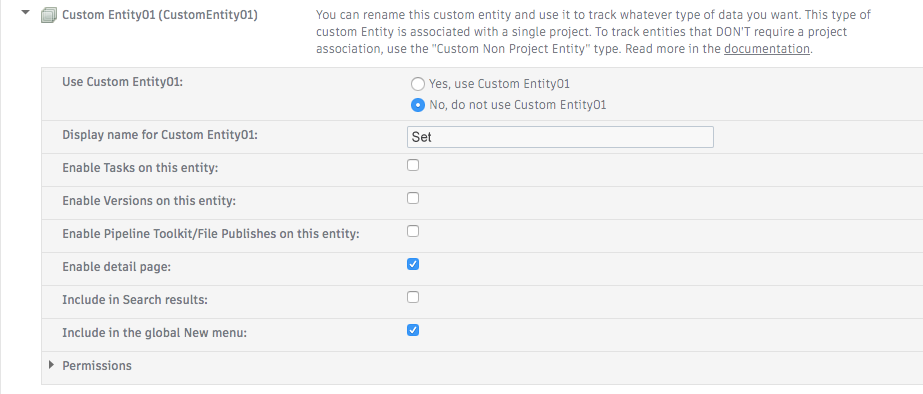 Custom Entity01 (CustomEntity01)
You can rename this custom entity and use it to track whatever type of data you want. This type of
custom Entity is associated with a single project. To track entities that DON'T require a project
association, use the "Custom Non Project Entity" type. Read more in the documentation.
Use Custom Entity01:
Yes, use Custom Entity01
No, do not use Custom Entity01
Display name for Custom Entity01:
Set
Enable Tasks on this entity:
Enable Versions on this entity:
Enable Pipeline Toolkit/File Publishes on this entity:
Enable detail page:
Include in Search results:
Include in the global New menu:
Permissions